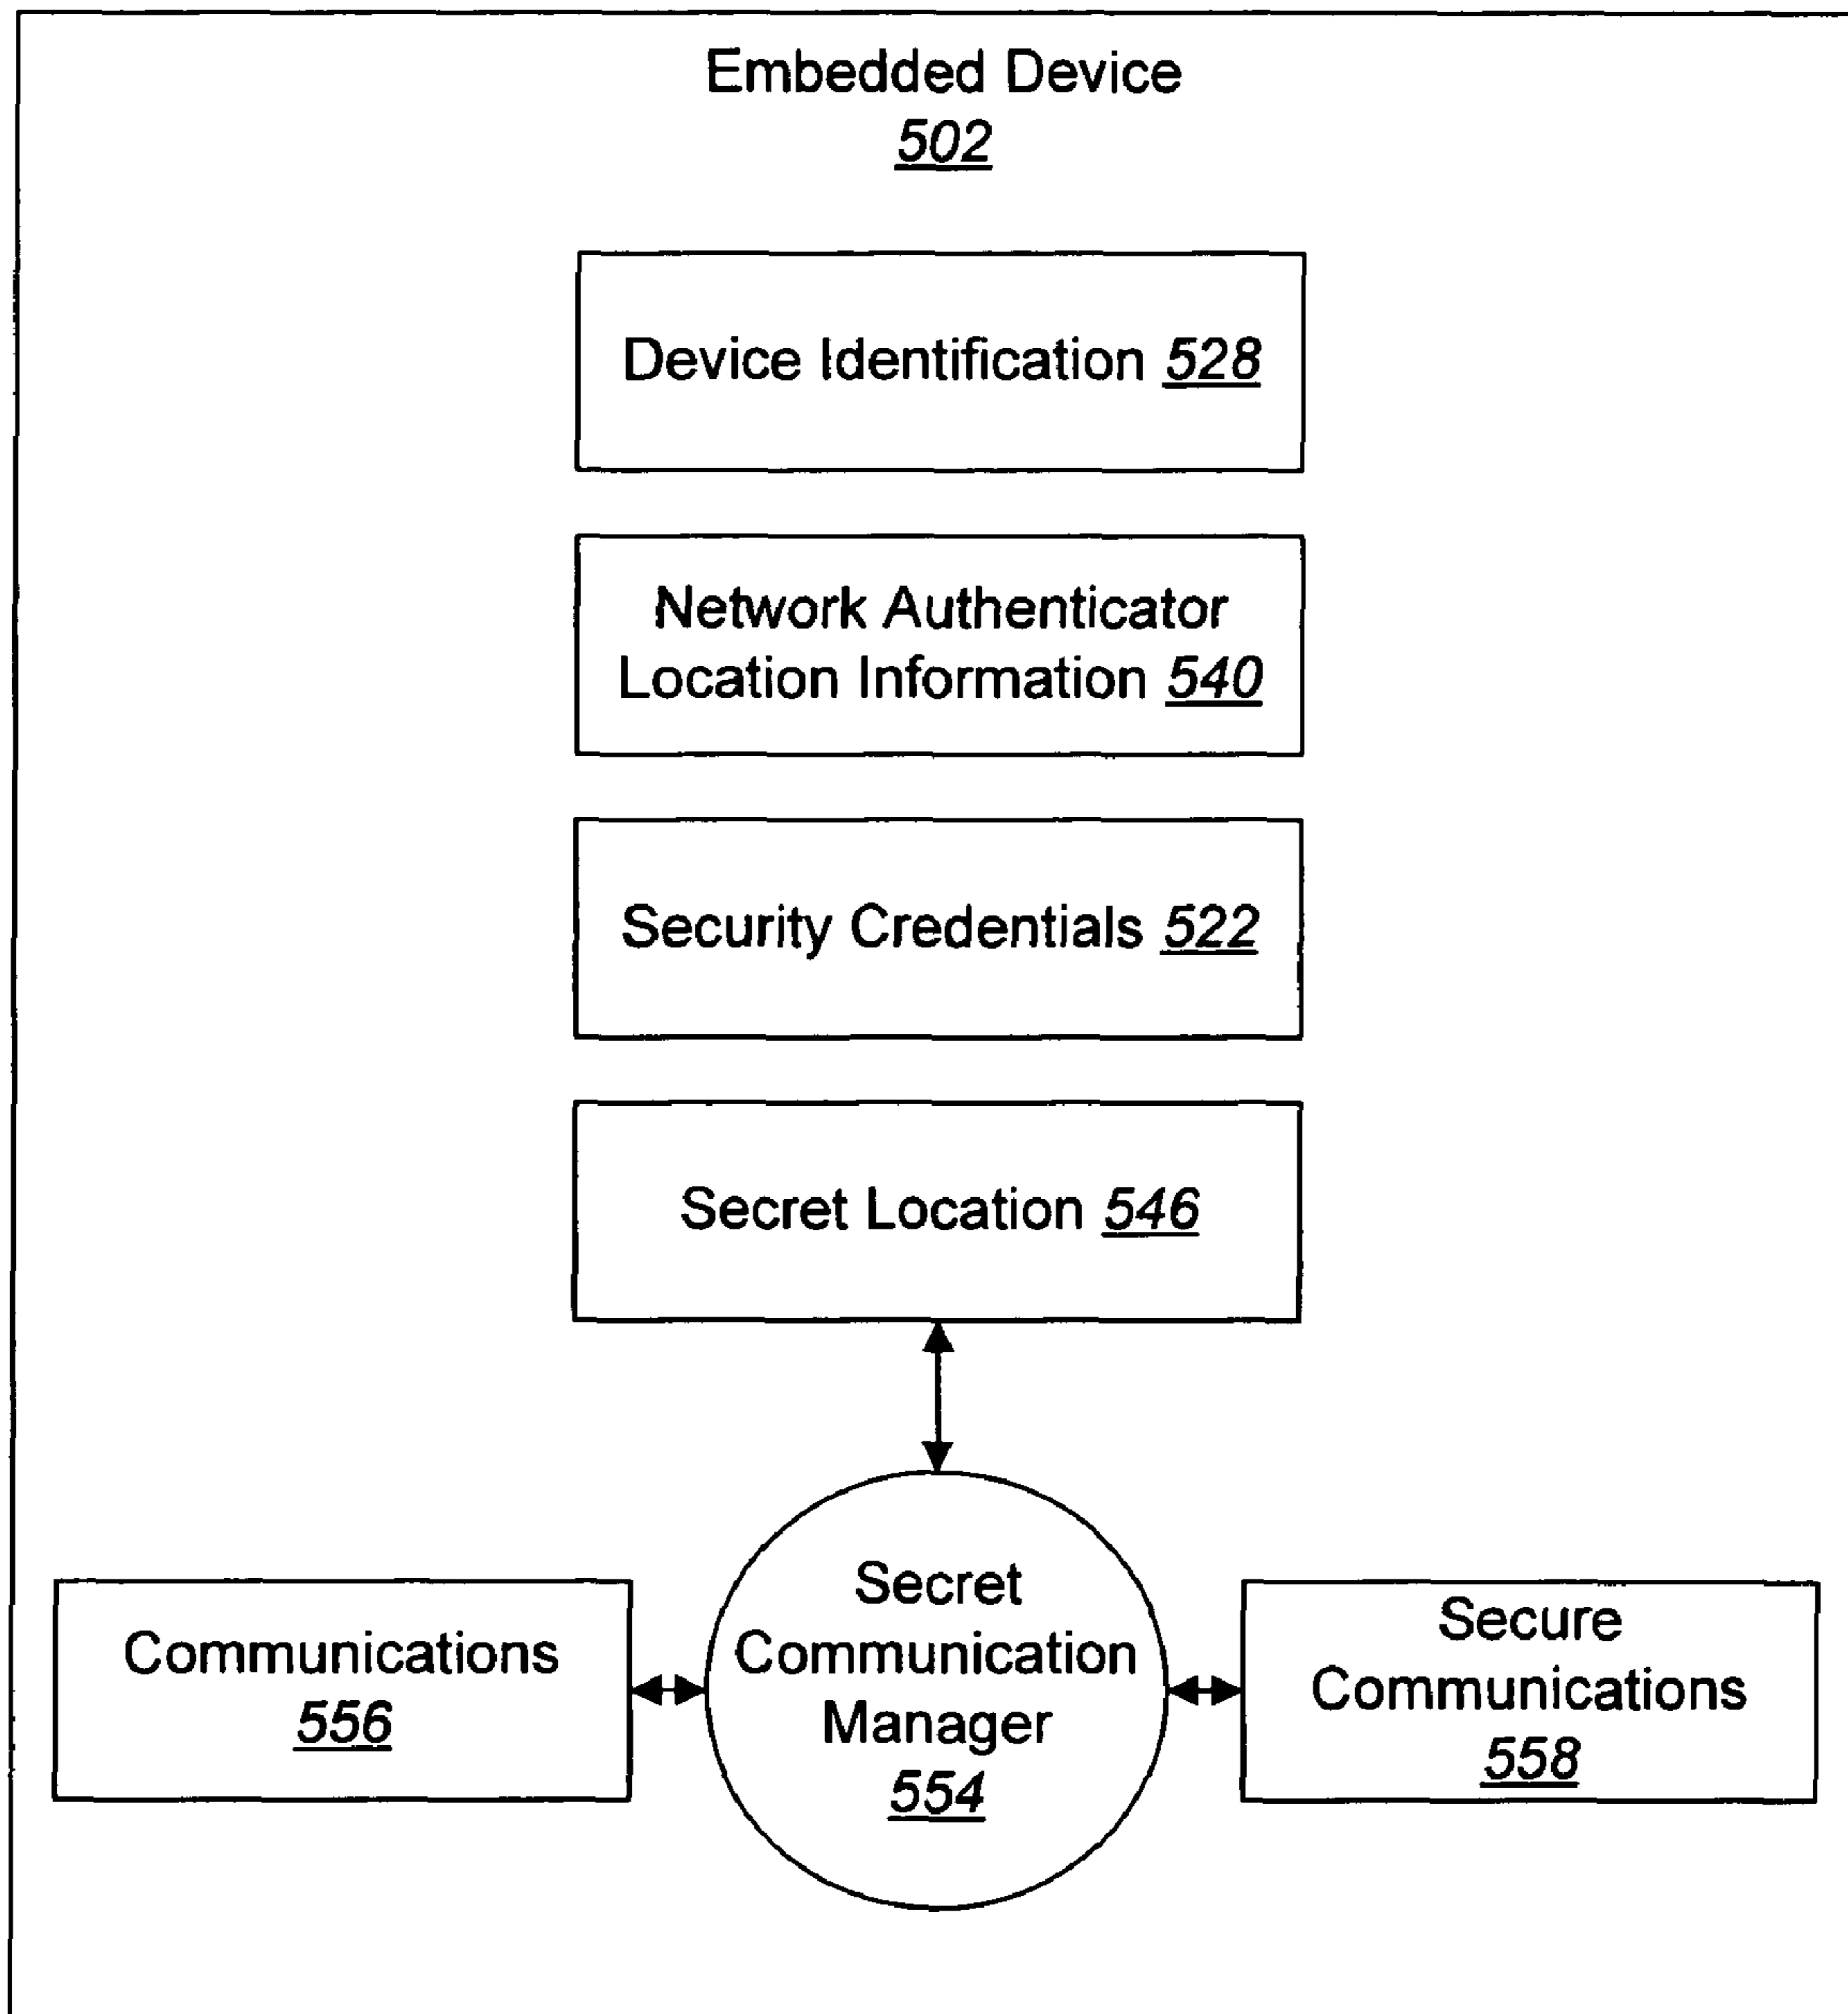 Embedded Device
502
Device Identification 528
Network Authenticator
Location Information 540
Security Credentials 522
Secret Location 546
Communications
556
Secret
Communication
Manager
554
Secure
Communications
558